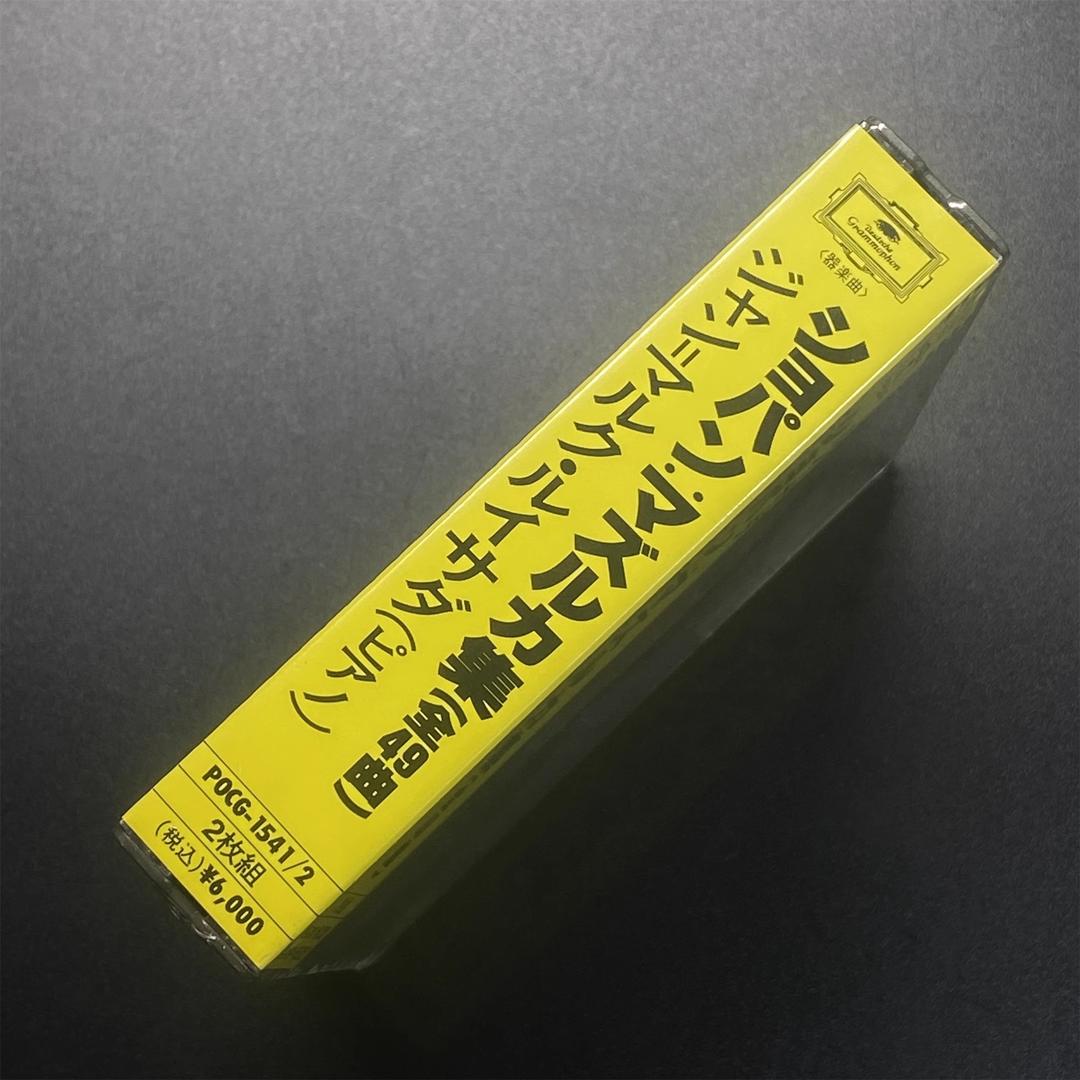 Deutsche
Grammophon
〈器楽曲〉
ショパン:マズルカ集(全49曲)
ジャン=マルク・ルイサダ(ピアノ)
POCG-1541/2
2枚組
(税込)¥6,000